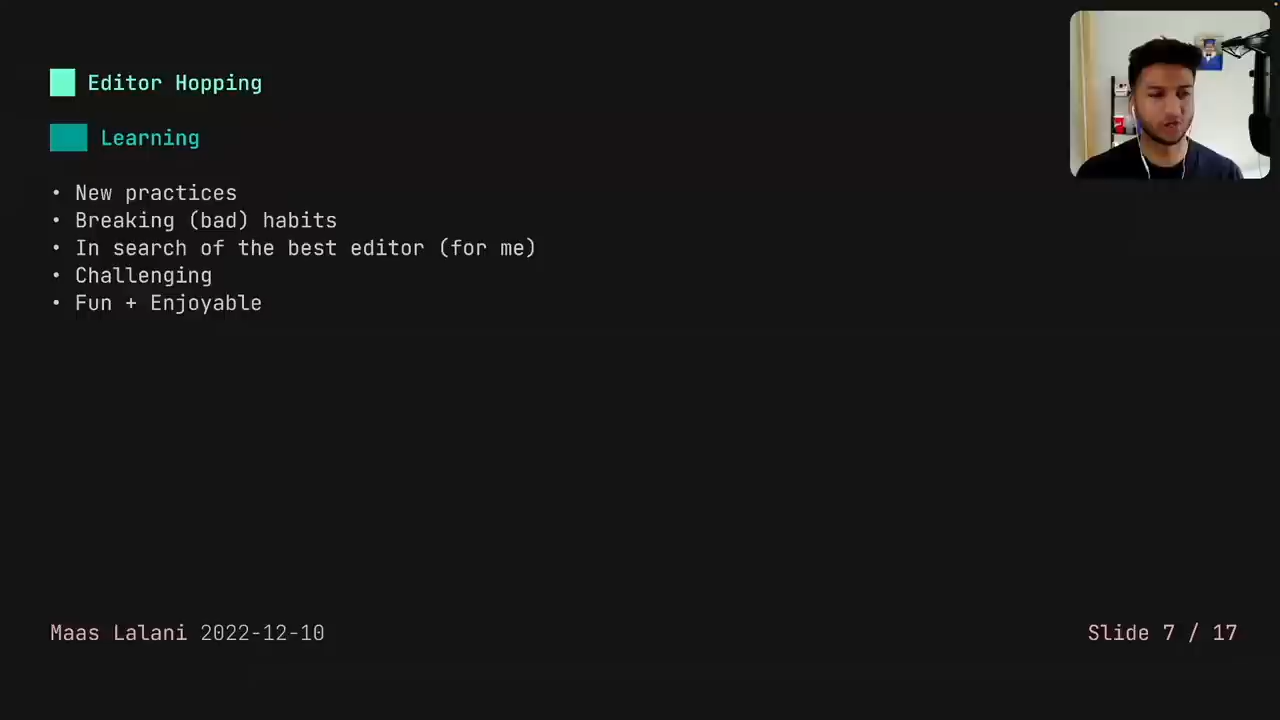 Editor Hopping
Learning
• New practices
• Breaking (bad) habits
• In search of the best editor (for me)
• Challenging
• Fun + Enjoyable
Maas Lalani 2022-12-10
Slide 7 / 17